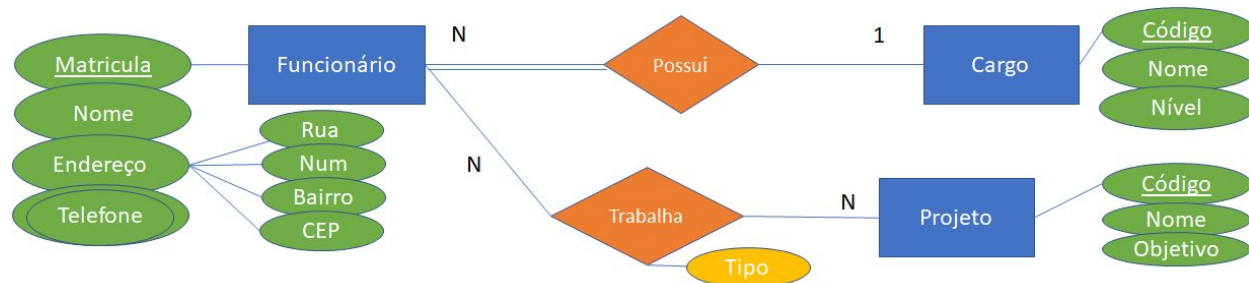 N
1
Código
Matricula
Funcionário
Possui
Cargo
Nome
Nível
Nome
Rua
Endereço
Num
N
Bairro
Telefone
CEP
Trabalha
N
Projeto
Código
Nome
Objetivo
Tipo